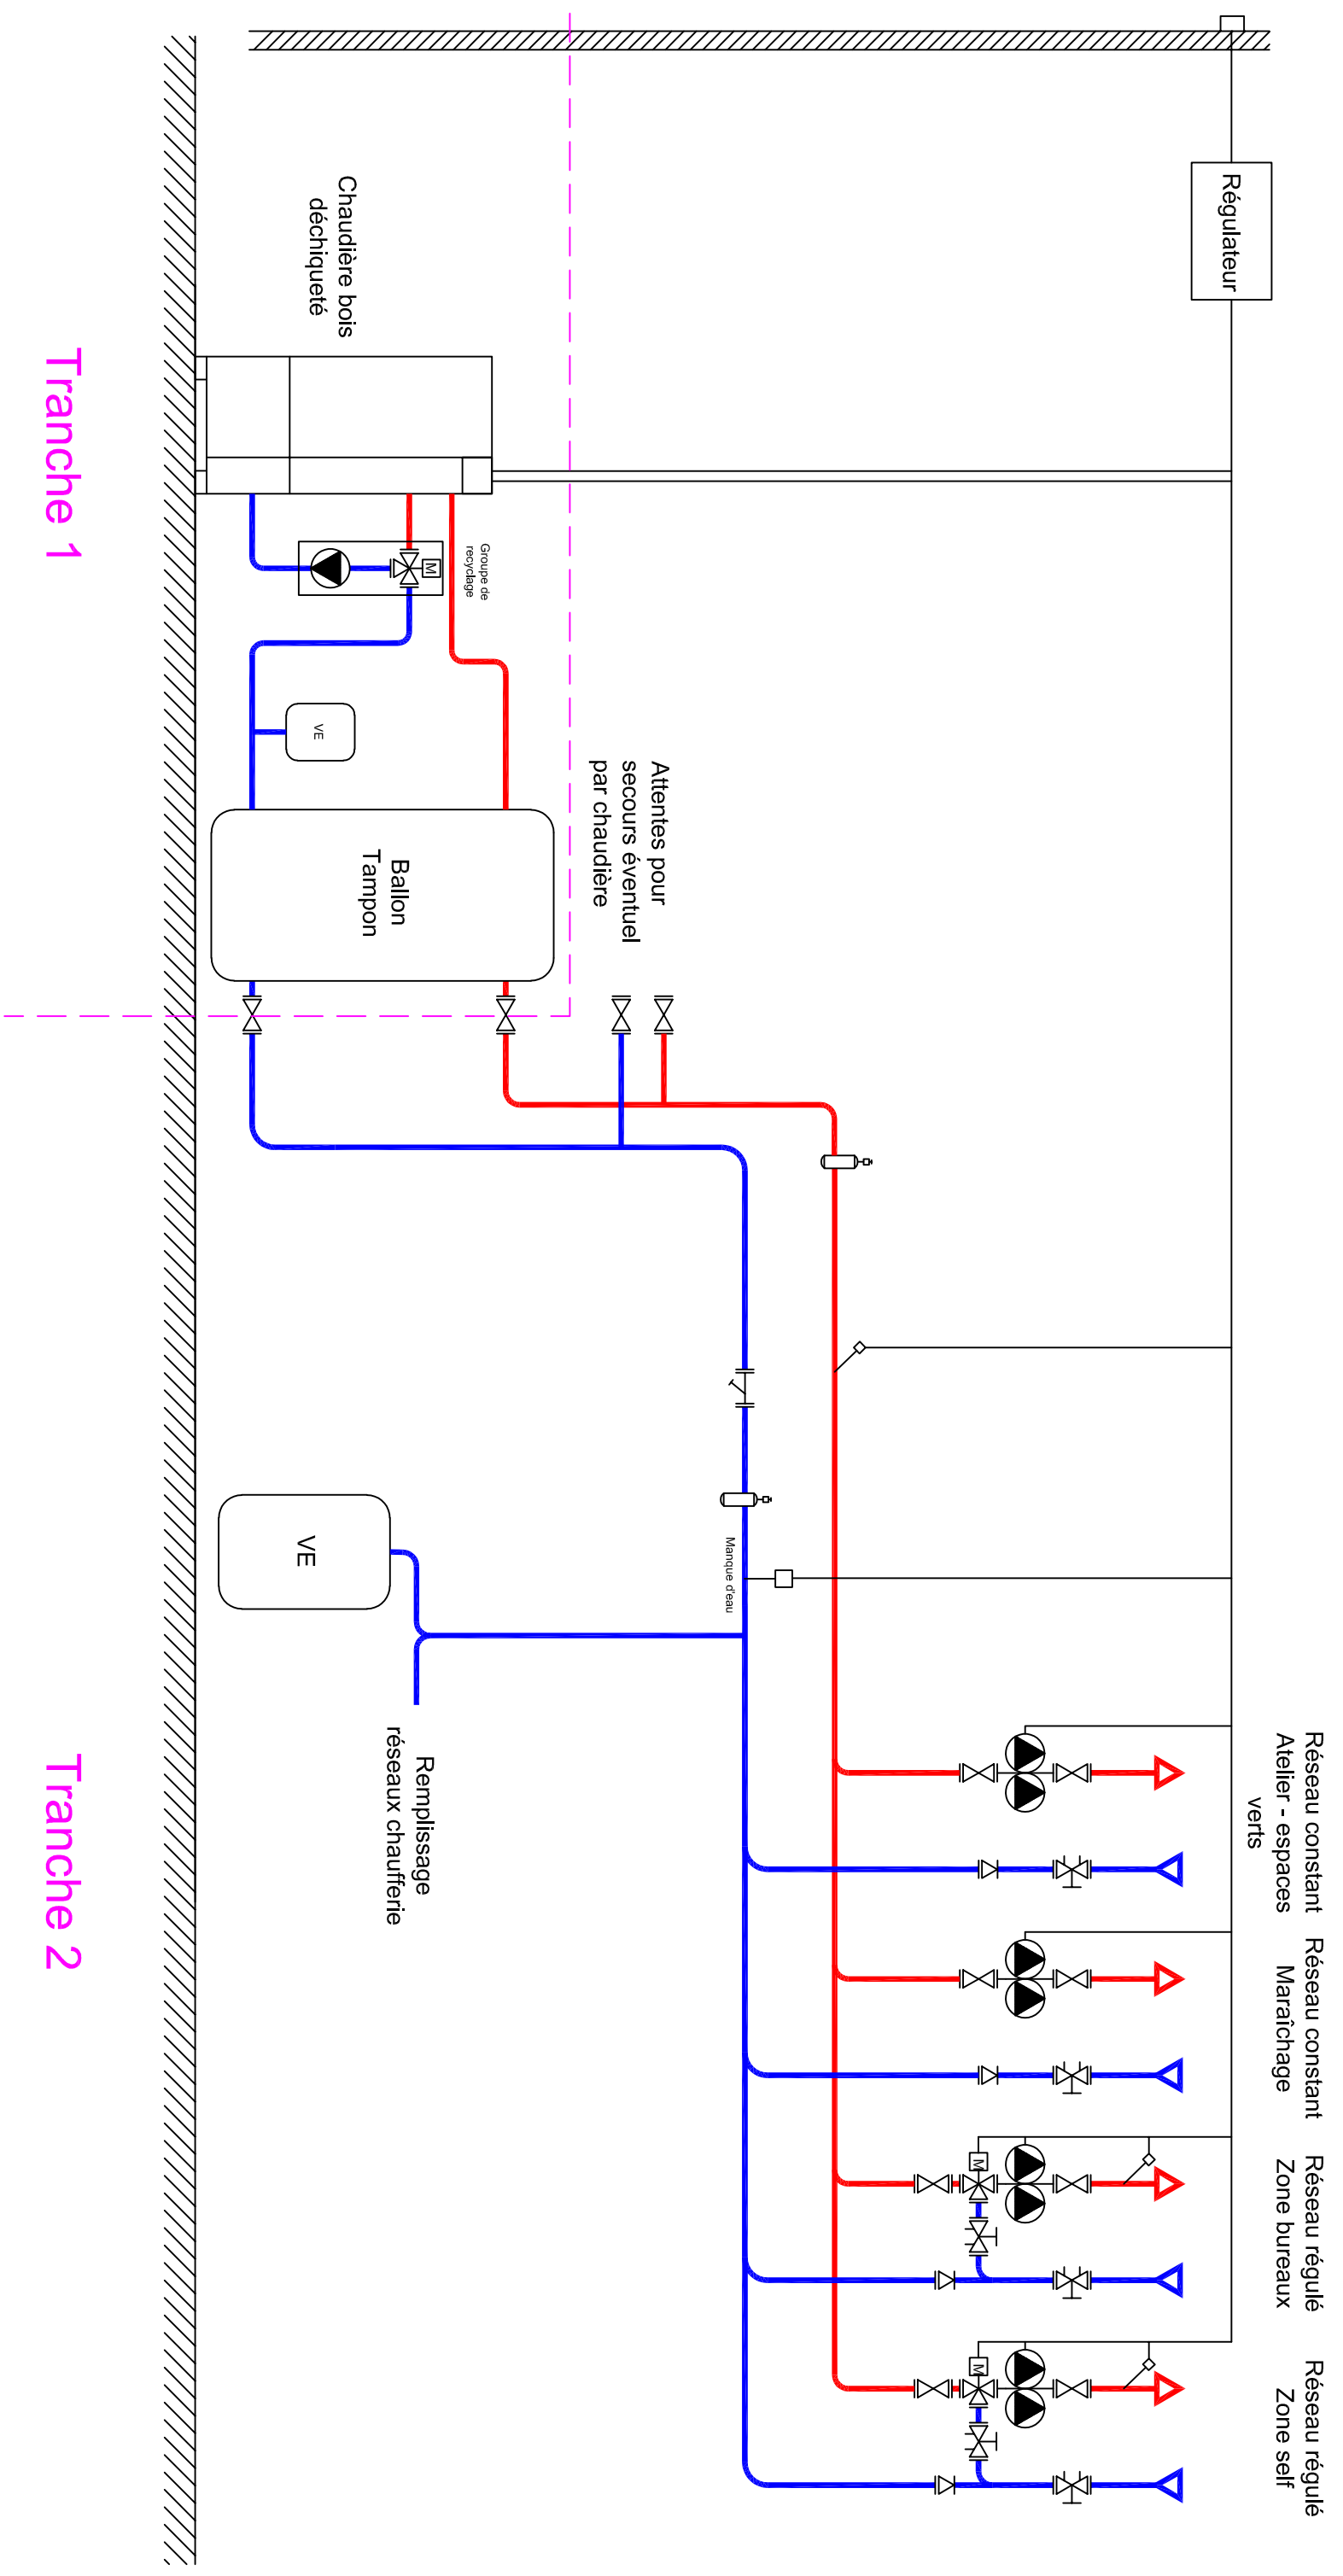 Réseau constant
Atelier - espaces
verts
Réseau constant
Maraîchage
Réseau régulé
Zone bureaux
Réseau régulé
Zone self
Régulateur
M
M
Attentes pour
secours éventuel
par chaudière
Manque d'eau
Groupe de
recyclage
M
Chaudière bois
déchiqueté
VE
Ballon
Tampon
VE
Remplissage
réseaux chaufferie
Tranche 1
Tranche 2